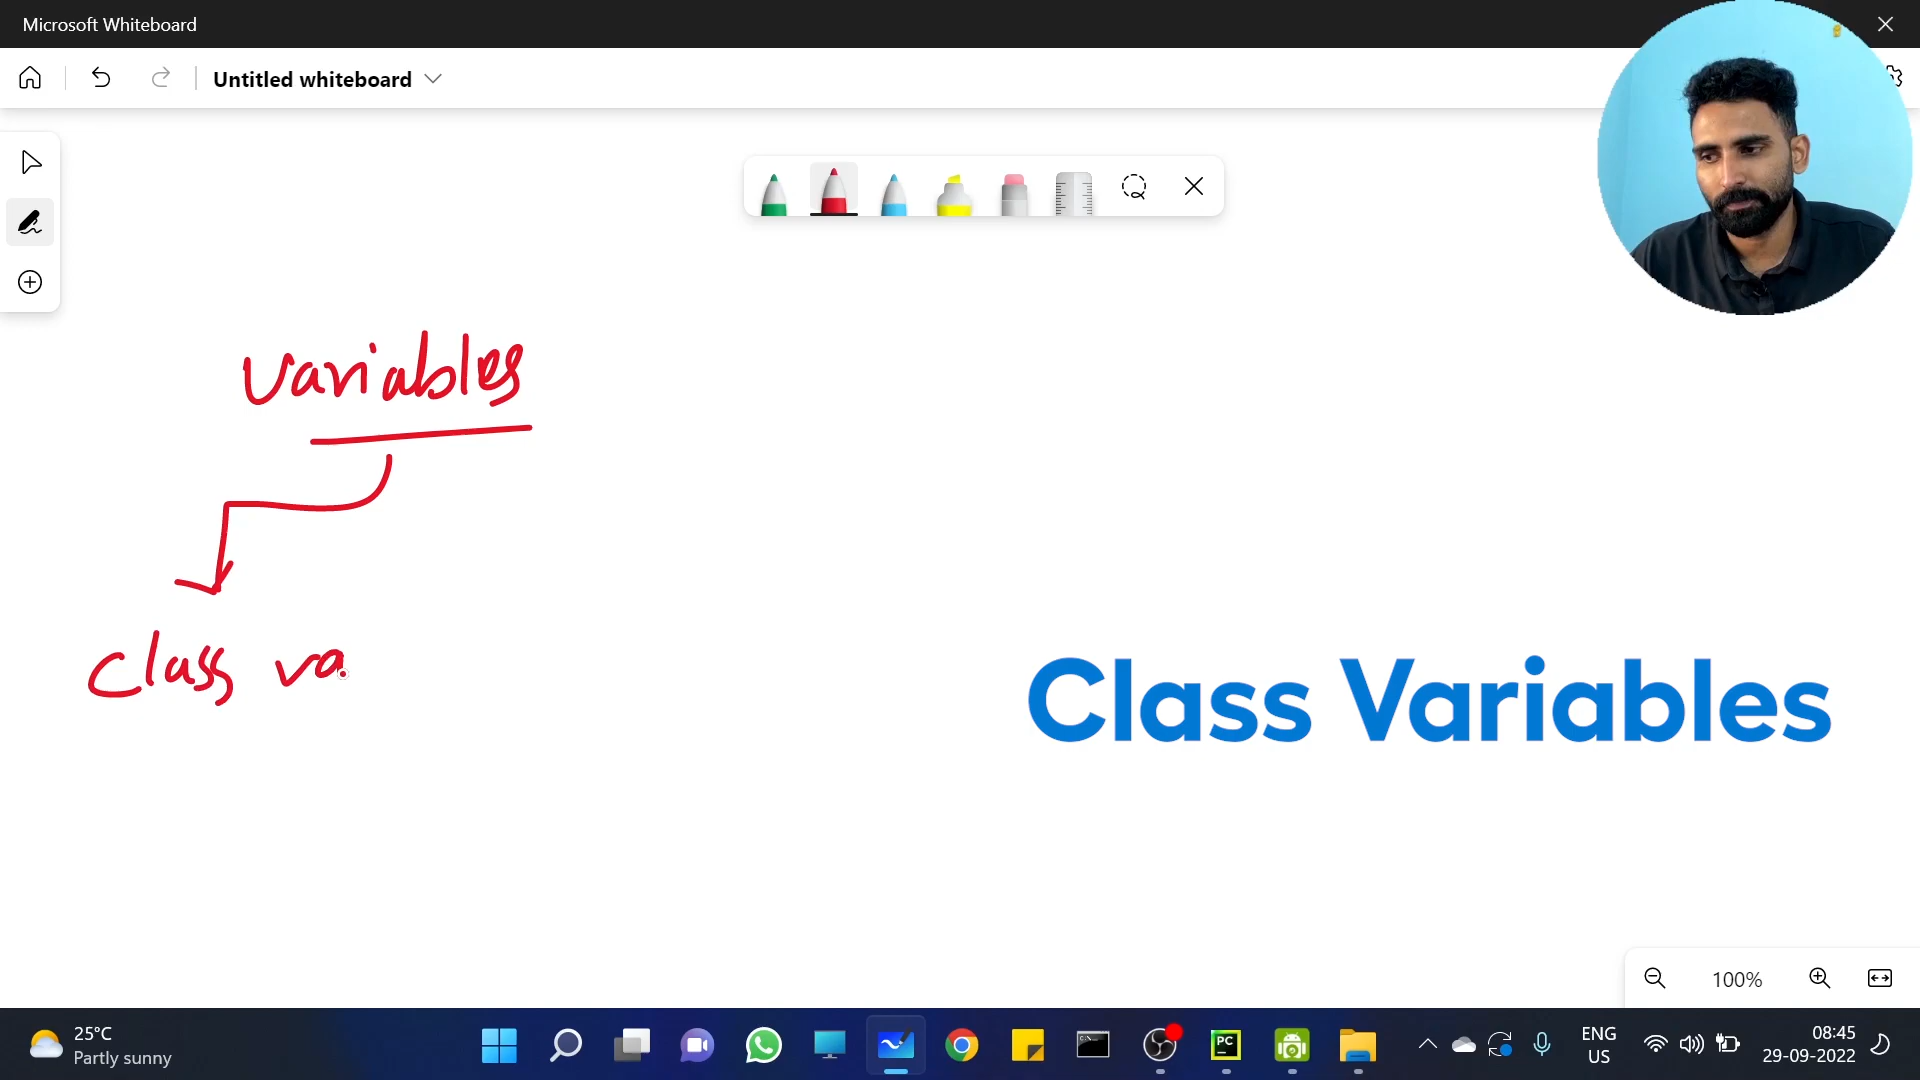 Microsoft Whiteboard
Untitled whiteboard
variables
class va
Class Variables
100%
25°C
Partly sunny
PC
ENG
US
08:45
29-09-2022